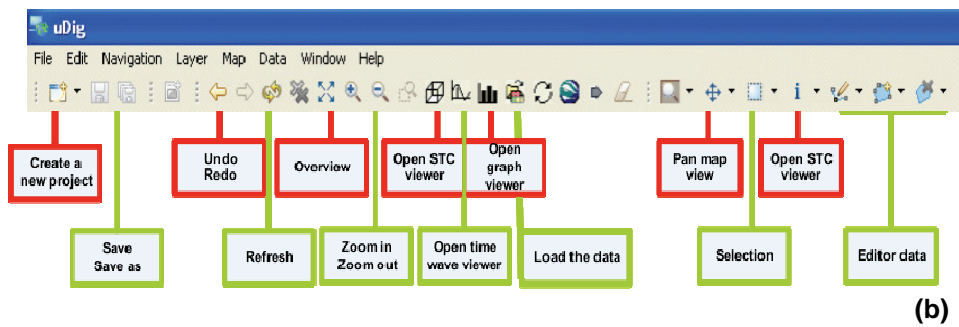 uDig
File Edit Navigation Layer Map Data Window Help
Create a
new project
Undo
Redo
Overview
Open STC
viewer
Open
graph
viewer
Pan map
view
Open STC
viewer
Save
Save as
Refresh
Zoom in
Zoom out
Open time
wave viewer
Load the data
Selection
Editor data
(b)